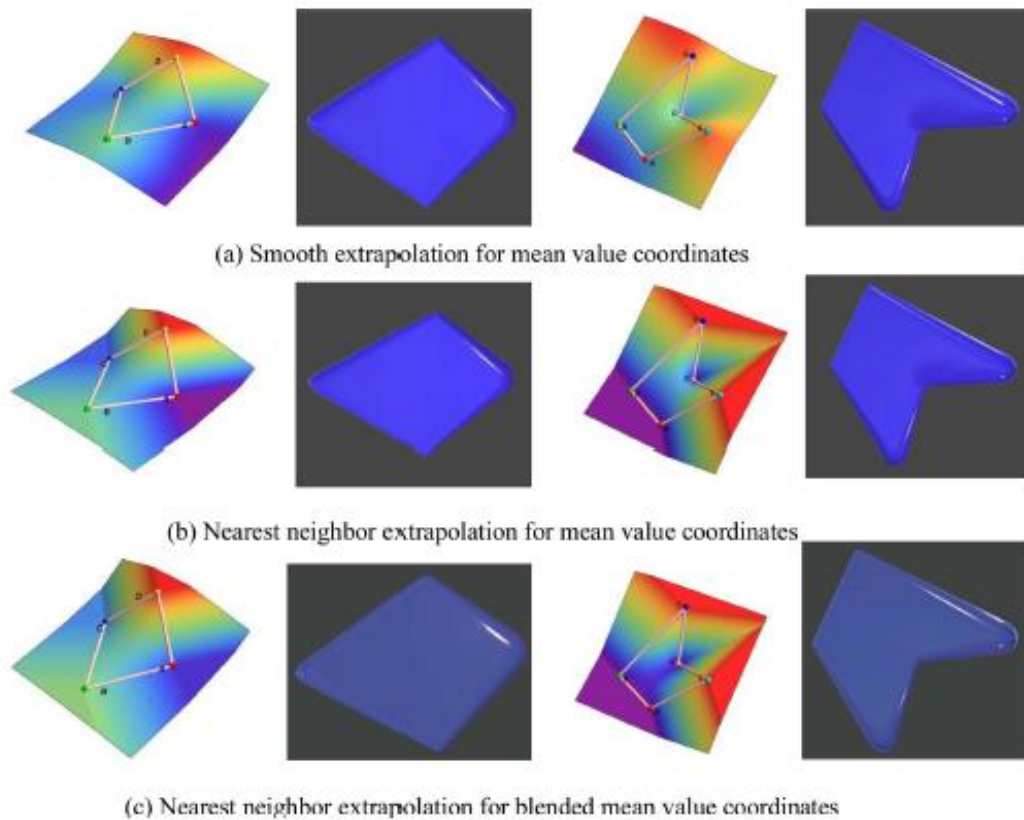 (a) Smooth extrapolation for mean value coordinates
(b) Nearest neighbor extrapolation for mean value coordinates
(c) Nearest neighbor extrapolation for blended mean value coordinates